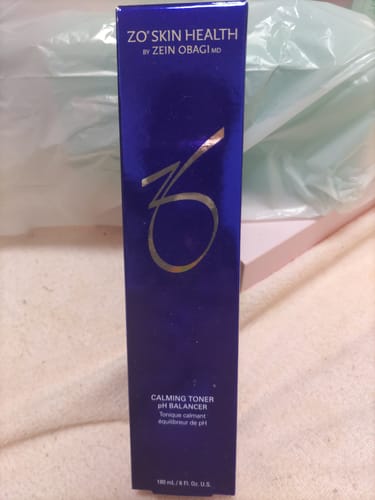 ZO® SKIN HEALTH
BY ZEIN OBAGI MD
ZO
CALMING TONER
pH BALANCER
Tonique calmant
équilibreur de pH
180 mL / 6 Fl. Oz. U.S.